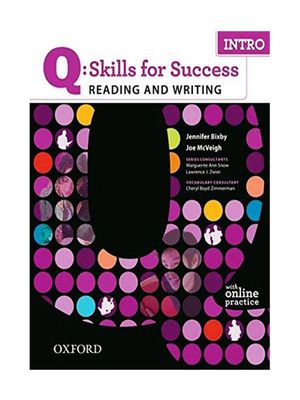 INTRO
Q: Skills for Success
READING AND WRITING
Jennifer Bixby
Joe McVeigh
SERIES CONSULTANTS
Marguerite Ann Snow
Lawrence J. Zwier
VOCABULARY CONSULTANT
Cheryl Boyd Zimmerman
with
online
practice
OXFORD